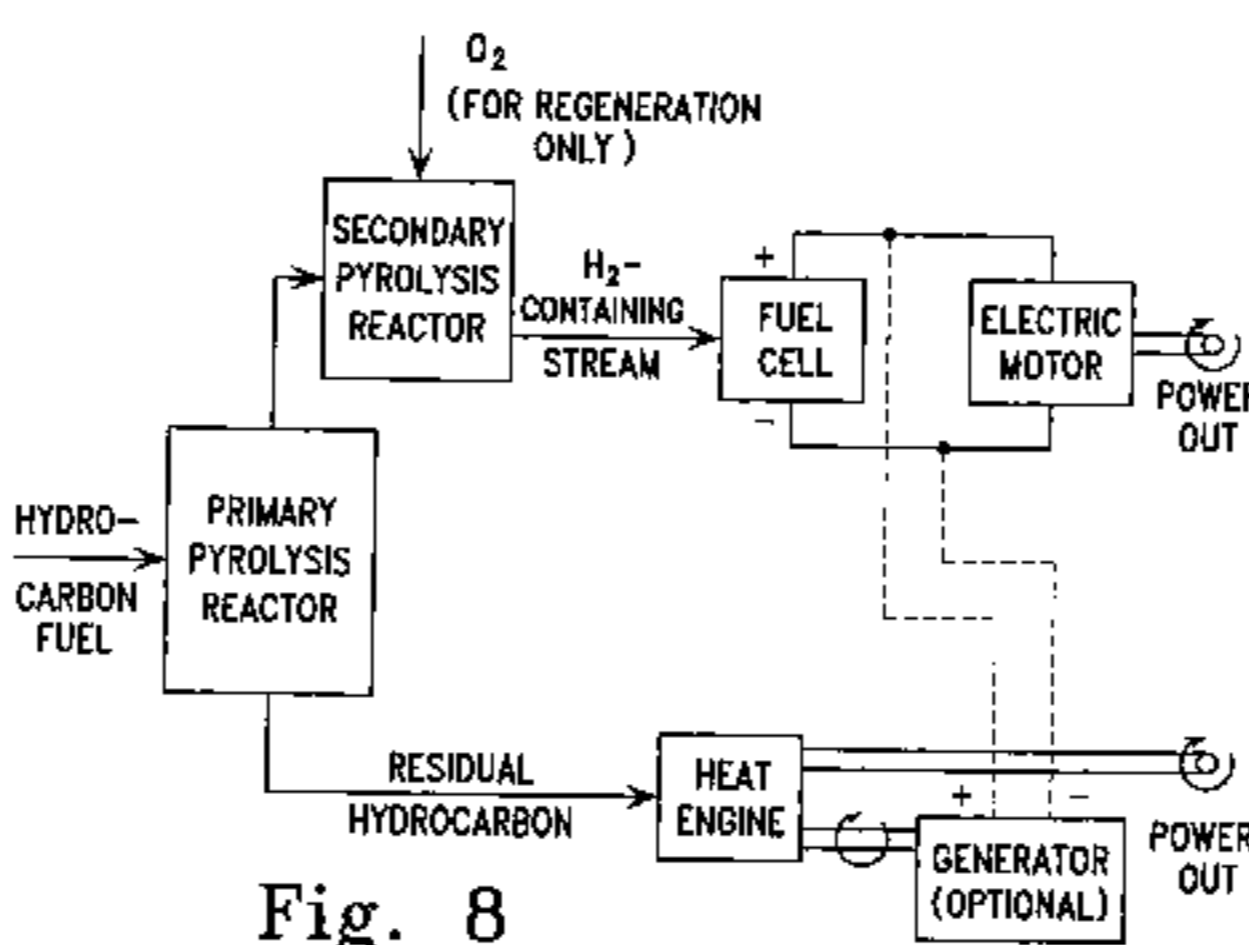 O₂
(FOR REGENERATION
ONLY)
SECONDARY
PYROLYSIS
REACTOR
H₂-
CONTAINING
STREAM
+
FUEL
CELL
-
ELECTRIC
MOTOR
POWER
OUT
HYDRO-
CARBON
FUEL
PRIMARY
PYROLYSIS
REACTOR
RESIDUAL
HYDROCARBON
HEAT
ENGINE
+ -
GENERATOR
(OPTIONAL)
POWER
OUT
Fig. 8